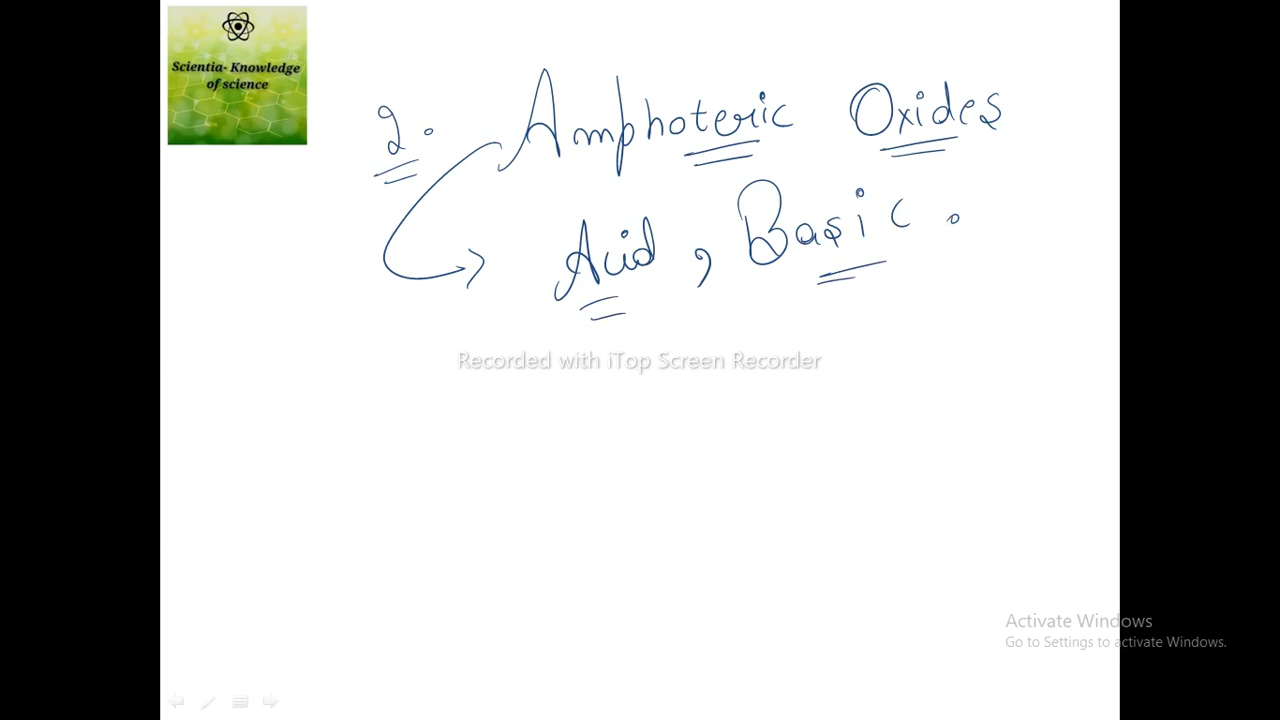 Scientia- Knowledge
of science
2. Amphoteric Oxides
Acid, Basic.
Recorded with iTop Screen Recorder
Activate Windows
Go to Settings to activate Windows.